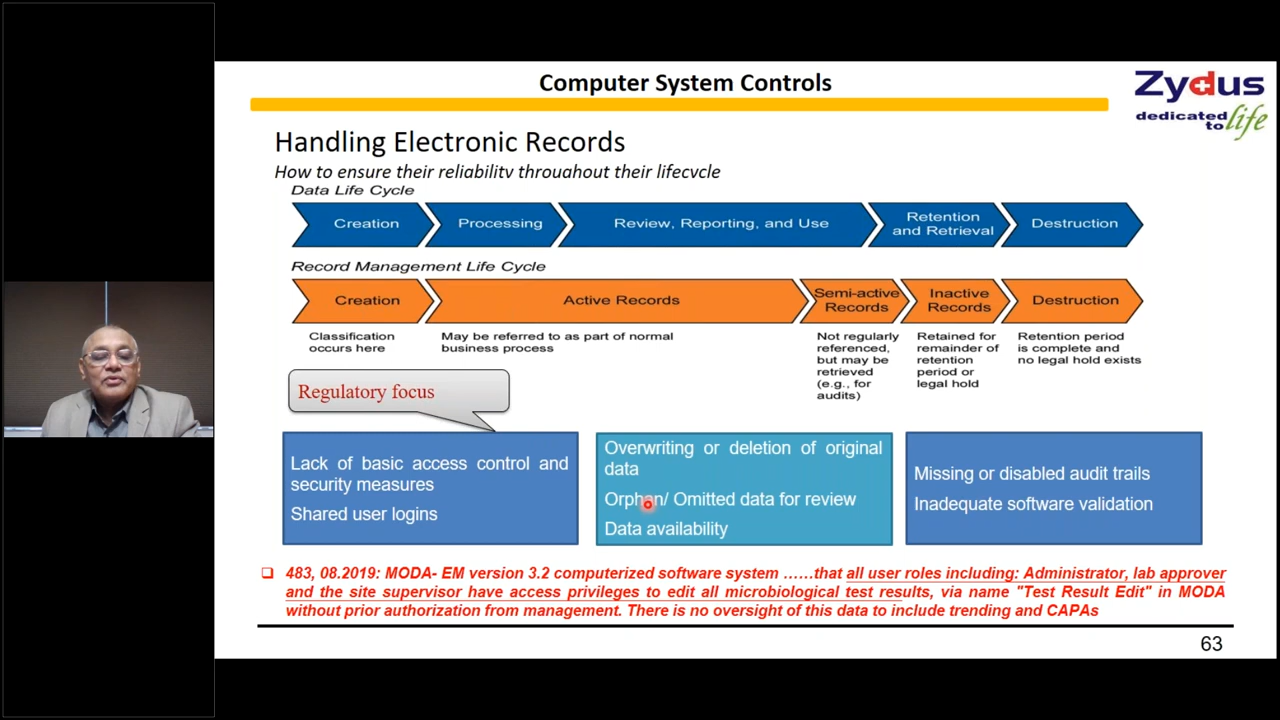 Computer System Controls
Zydus
dedicated
to life
Handling Electronic Records
How to ensure their reliability throughout their lifecycle
Data Life Cycle
Creation
Processing
Review, Reporting, and Use
Retention
and Retrieval
Destruction
Record Management Life Cycle
Creation
Active Records
Semi-active
Records
Inactive
Records
Destruction
Classification
occurs here
May be referred to as part of normal
business process
Not regularly
referenced,
but may be
retrieved
(e.g., for
audits)
Retained for
remainder of
retention
period or
legal hold
Retention period
is complete and
no legal hold exists
Regulatory focus
Lack of basic access control and
security measures
Shared user logins
Overwriting or deletion of original
data
Orphan/ Omitted data for review
Data availability
Missing or disabled audit trails
Inadequate software validation
483, 08.2019: MODA- EM version 3.2 computerized software system ……that all user roles including: Administrator, lab approver
and the site supervisor have access privileges to edit all microbiological test results, via name "Test Result Edit" in MODA
without prior authorization from management. There is no oversight of this data to include trending and CAPAs
63